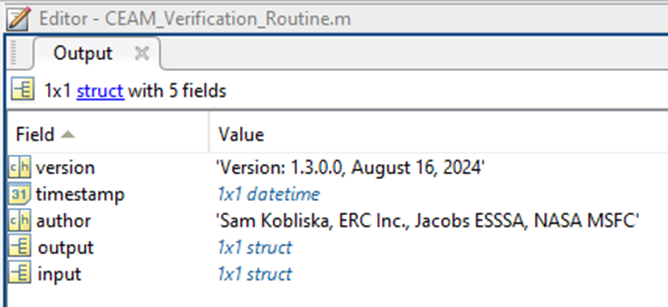 Editor - CEAM_Verification_Routine.m
Output
1x1 struct with 5 fields
Field Value
version 'Version: 1.3.0.0, August 16, 2024'
31 timestamp 1x1 datetime
author 'Sam Kobliska, ERC Inc., Jacobs ESSSA, NASA MSFC'
output 1x1 struct
input 1x1 struct